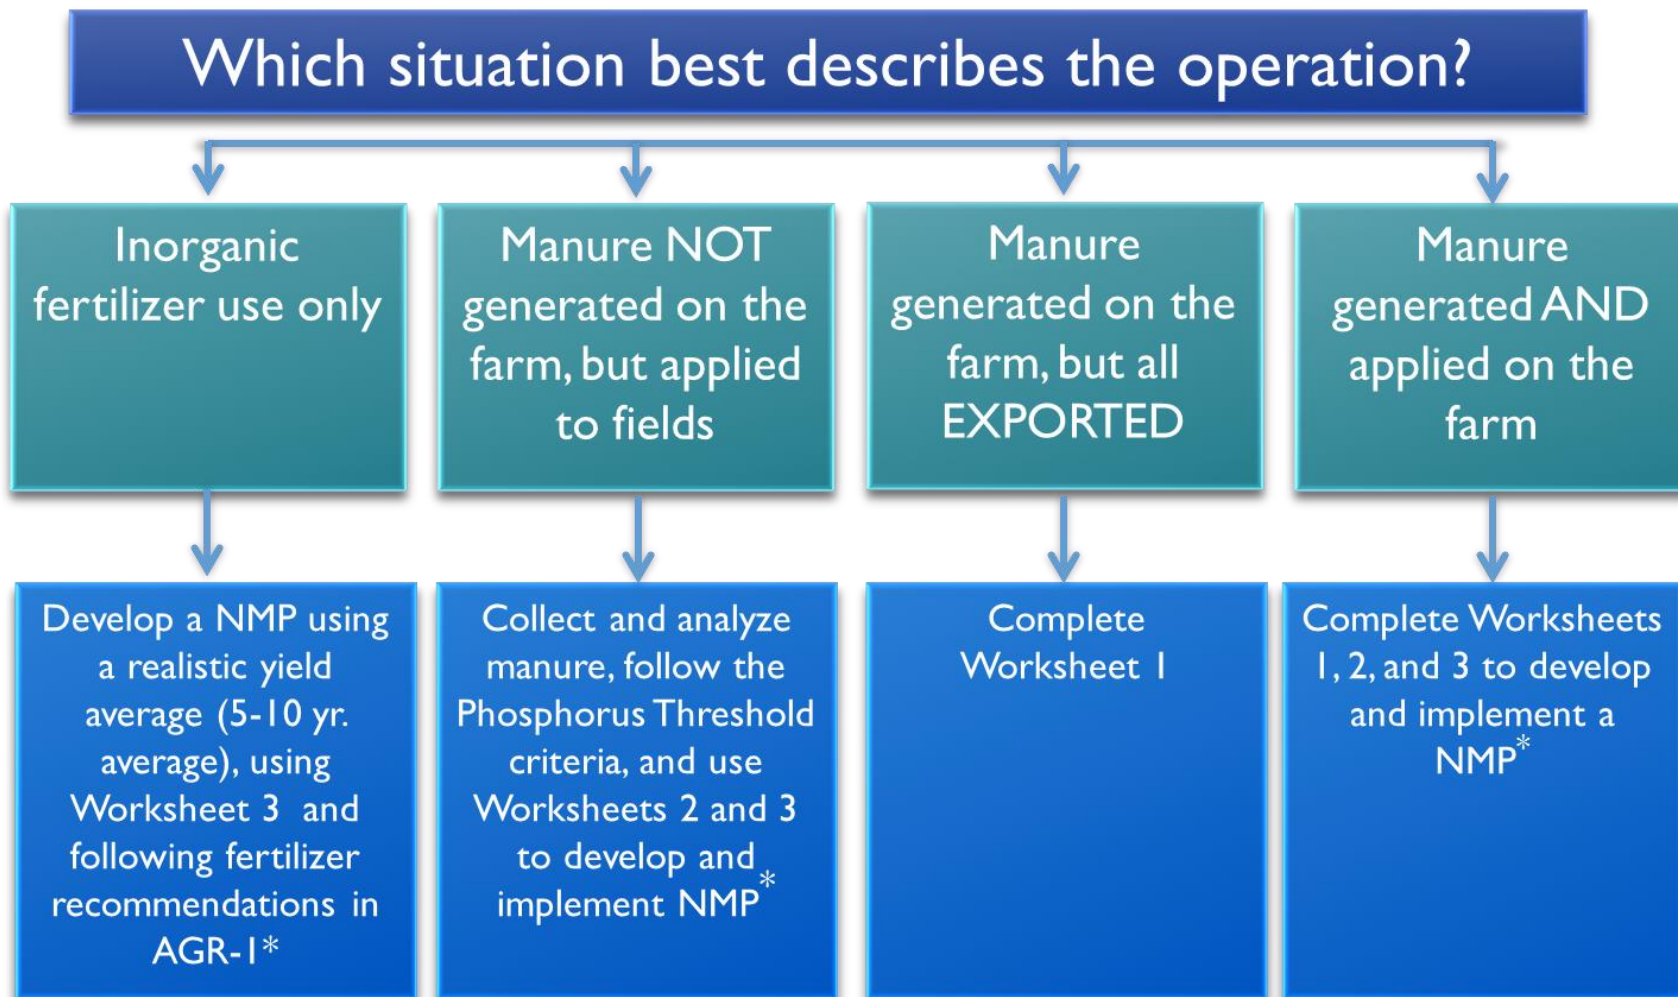 Which situation best describes the operation?
Inorganic
fertilizer use only
Manure NOT
generated on the
farm, but applied
to fields
Manure
generated on the
farm, but all
EXPORTED
Manure
generated AND
applied on the
farm
Develop a NMP using
a realistic yield
average (5-10 yr.
average), using
Worksheet 3 and
following fertilizer
recommendations in
AGR-1*
Collect and analyze
manure, follow the
Phosphorus Threshold
criteria, and use
Worksheets 2 and 3
to develop and
implement NMP*
Complete
Worksheet 1
Complete Worksheets
1, 2, and 3 to develop
and implement a
NMP*